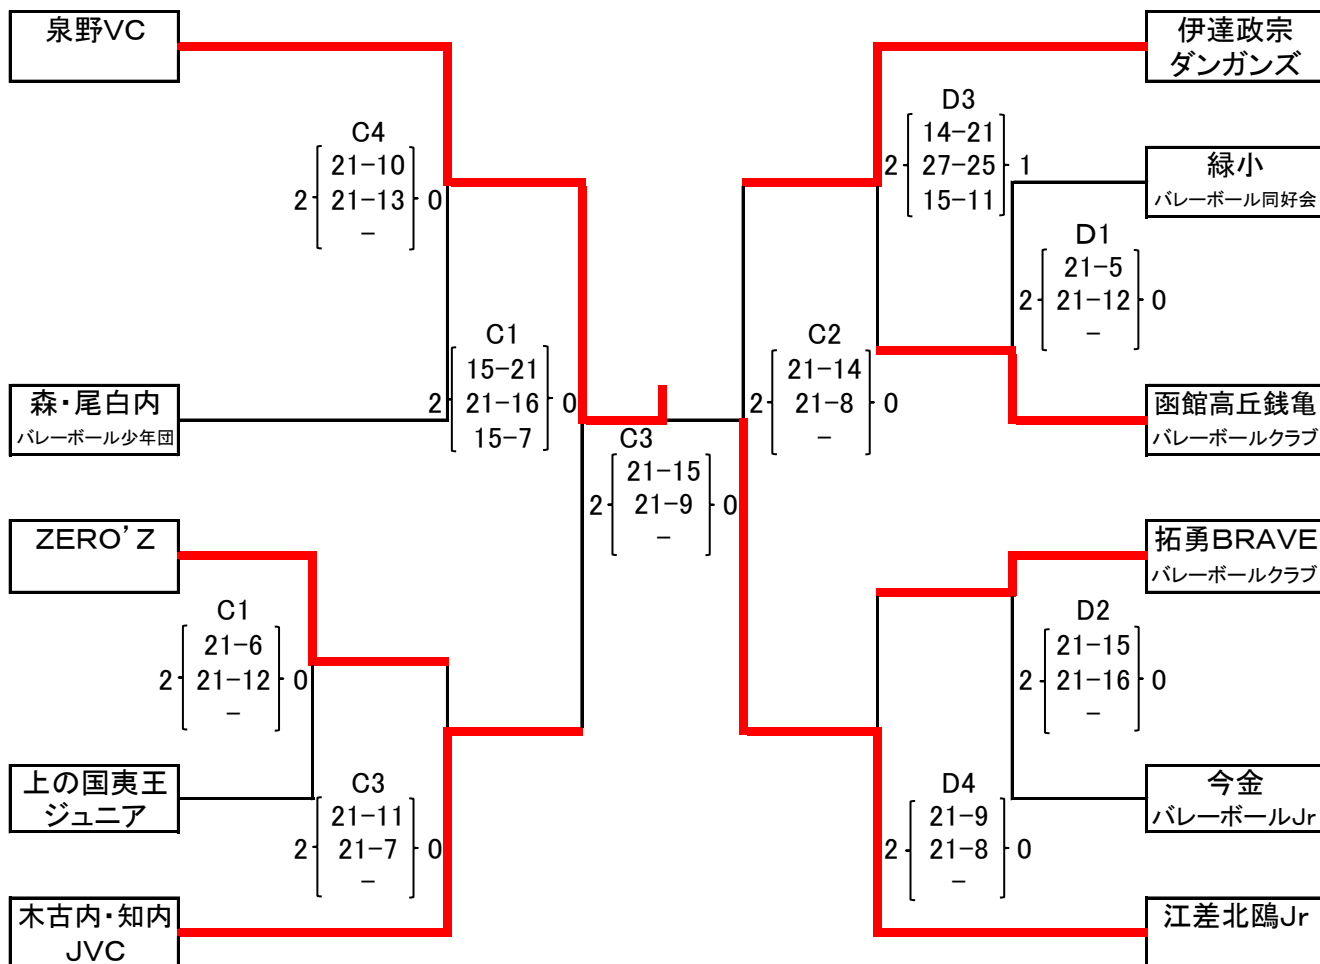 泉野VC
伊達政宗
ダンガンズ
D3
14-21
2 27-25 1
15-11
C4
21-10
2 21-13 0
-
緑小
バレーボール同好会
D1
21-5
2 21-12 0
-
C1
15-21
2 21-16 0
15-7
C2
21-14
2 21-8 0
-
森・尾白内
バレーボール少年団
函館高丘銭亀
バレーボールクラブ
C3
21-15
2 21-9 0
-
ZERO'Z
拓勇BRAVE
バレーボールクラブ
C1
21-6
2 21-12 0
-
D2
21-15
2 21-16 0
-
上の国夷王
ジュニア
C3
21-11
2 21-7 0
-
D4
21-9
2 21-8 0
-
今金
バレーボールJr
木古内・知内
JVC
江差北鴎Jr